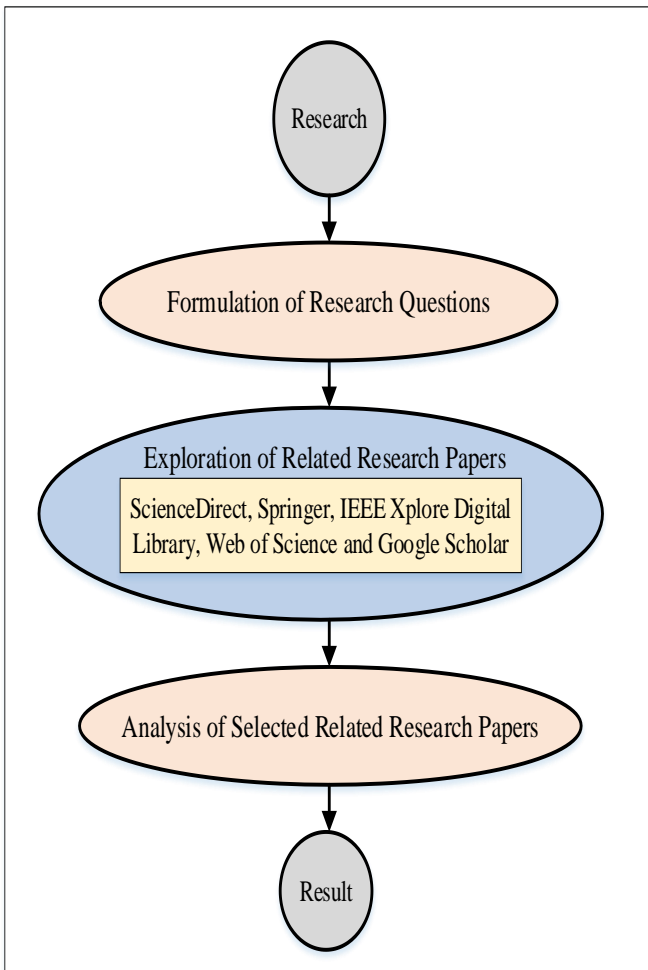 Research
Formulation of Research Questions
Exploration of Related Research Papers
ScienceDirect, Springer, IEEE Xplore Digital
Library, Web of Science and Google Scholar
Analysis of Selected Related Research Papers
Result